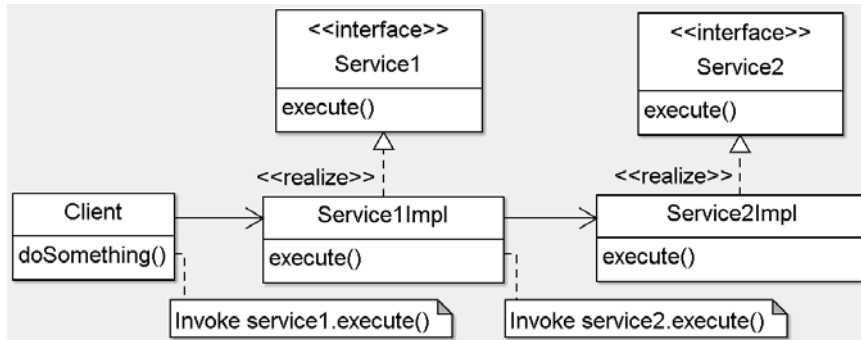 <<interface>>
Service1
execute()
<<interface>>
Service2
execute()
<<realize>>
<<realize>>
Client
doSomething()
Service1Impl
execute()
Service2Impl
execute()
Invoke service1.execute()
Invoke service2.execute()